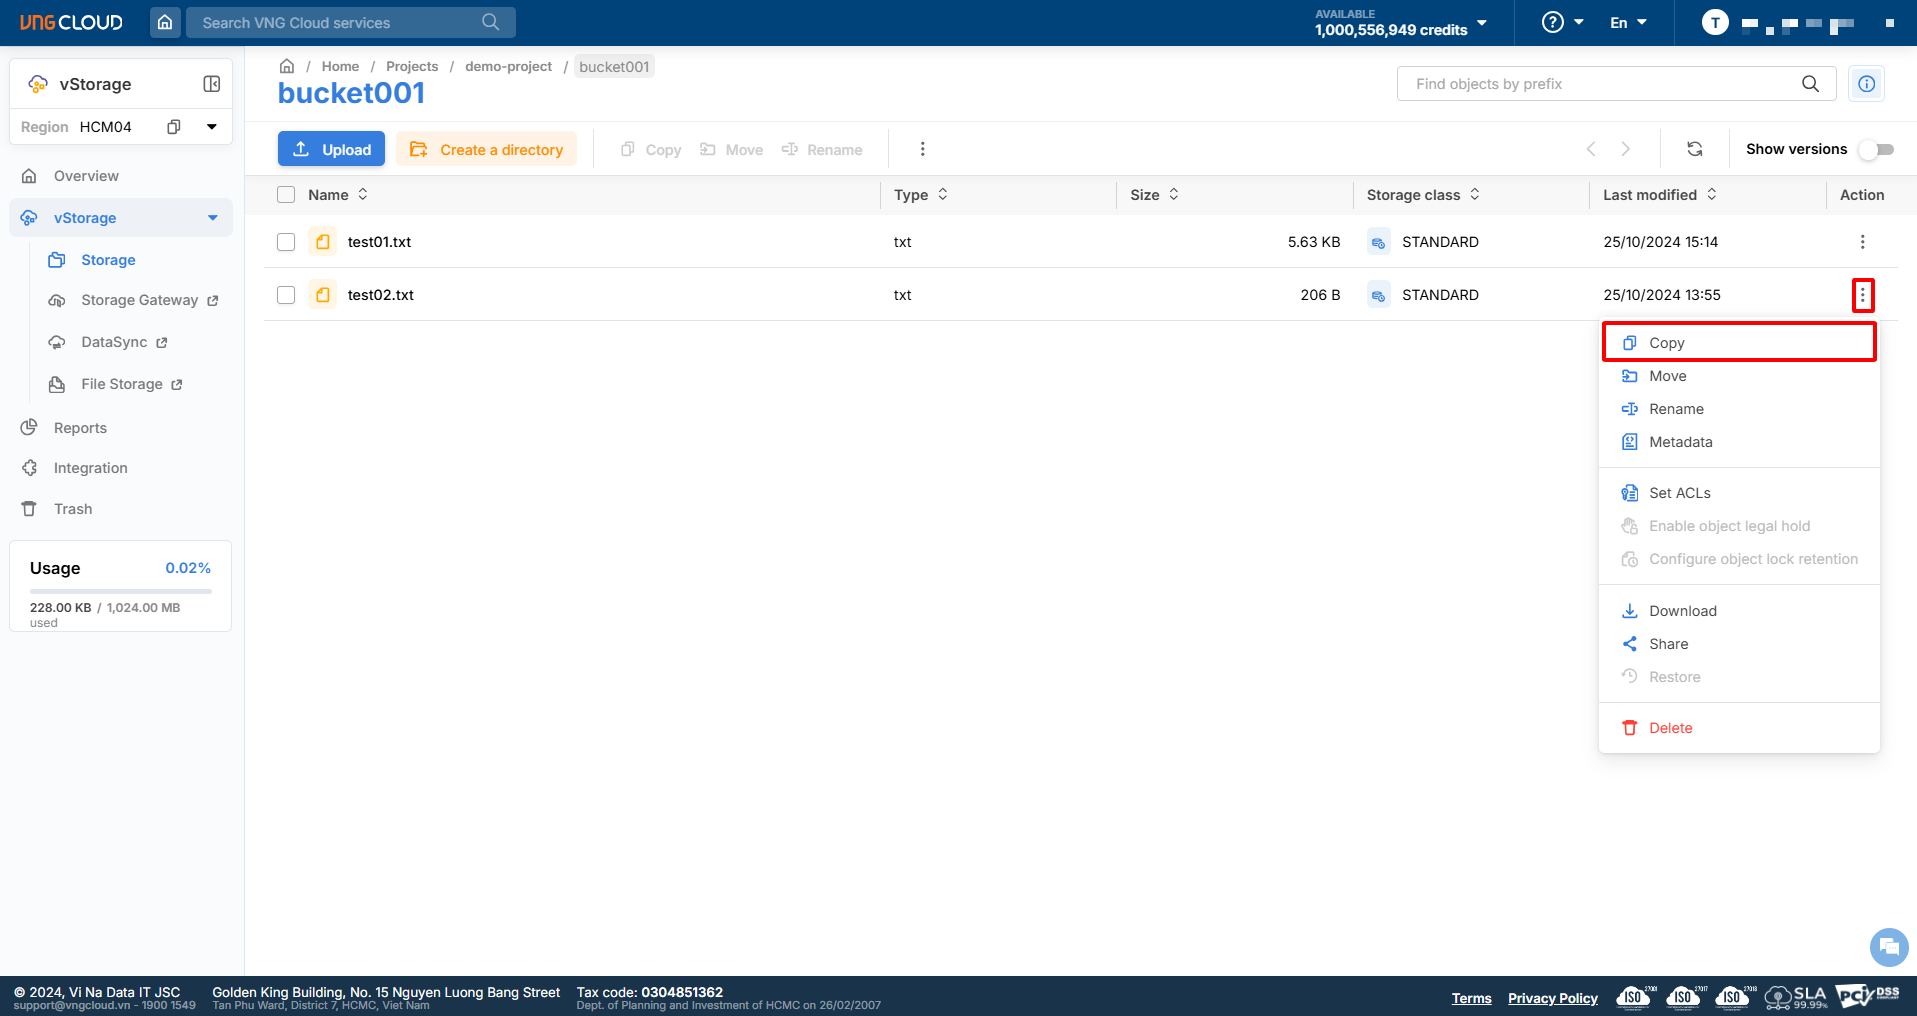 VNG CLOUD
Search VNG Cloud services
AVAILABLE
1,000,556,949 credits
?
En
T
vStorage
Region HCM04
Overview
vStorage
Storage
Storage Gateway
DataSync
File Storage
Reports
Integration
Trash
Usage 0.02%
228.00 KB / 1,024.00 MB
used
/ Home / Projects / demo-project / bucket001
bucket001
Find objects by prefix
Upload
Create a directory
Copy
Move
Rename
Show versions
Name Type Size Storage class Last modified Action
test01.txt txt 5.63 KB STANDARD 25/10/2024 15:14
test02.txt txt 206 B STANDARD 25/10/2024 13:55
Copy
Move
Rename
Metadata
Set ACLs
Enable object legal hold
Configure object lock retention
Download
Share
Restore
Delete
© 2024, Vi Na Data IT JSC
support@vngcloud.vn - 1900 1549
Golden King Building, No. 15 Nguyen Luong Bang Street
Tan Phu Ward, District 7, HCMC, Viet Nam
Tax code: 0304851362
Dept. of Planning and Investment of HCMC on 26/02/2007
Terms
Privacy Policy
ISO 27001
ISO 27017
ISO 27018
SLA
99.99%
PCI DSS